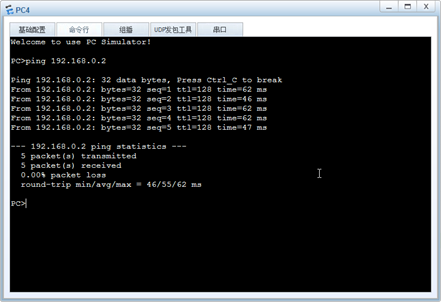 PC4
基础配置 命令行 组播 UDP发包工具 串口
Welcome to use PC Simulator!
PC>ping 192.168.0.2
Ping 192.168.0.2: 32 data bytes, Press Ctrl_C to break
From 192.168.0.2: bytes=32 seq=1 ttl=128 time=62 ms
From 192.168.0.2: bytes=32 seq=2 ttl=128 time=46 ms
From 192.168.0.2: bytes=32 seq=3 ttl=128 time=62 ms
From 192.168.0.2: bytes=32 seq=4 ttl=128 time=62 ms
From 192.168.0.2: bytes=32 seq=5 ttl=128 time=47 ms
--- 192.168.0.2 ping statistics ---
5 packet(s) transmitted
5 packet(s) received
0.00% packet loss
round-trip min/avg/max = 46/55/62 ms
PC>